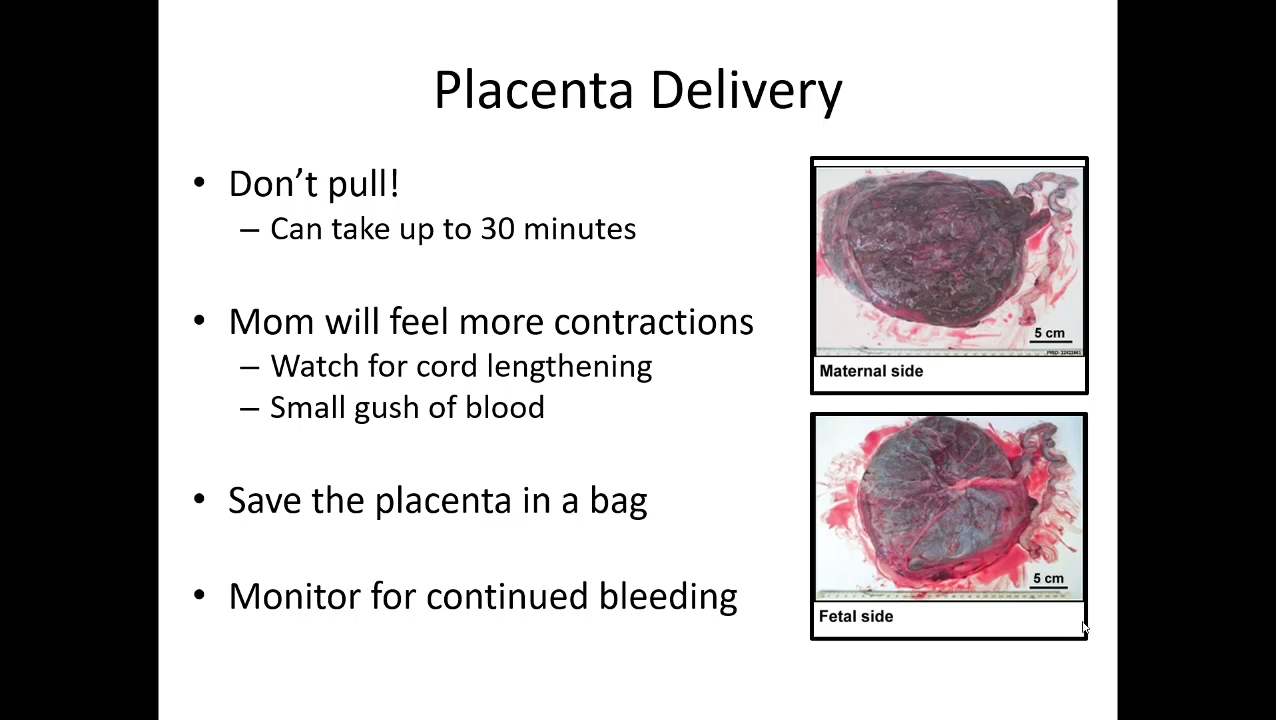 Placenta Delivery
• Don’t pull!
– Can take up to 30 minutes
• Mom will feel more contractions
– Watch for cord lengthening
– Small gush of blood
• Save the placenta in a bag
• Monitor for continued bleeding
5 cm
Maternal side
5 cm
Fetal side